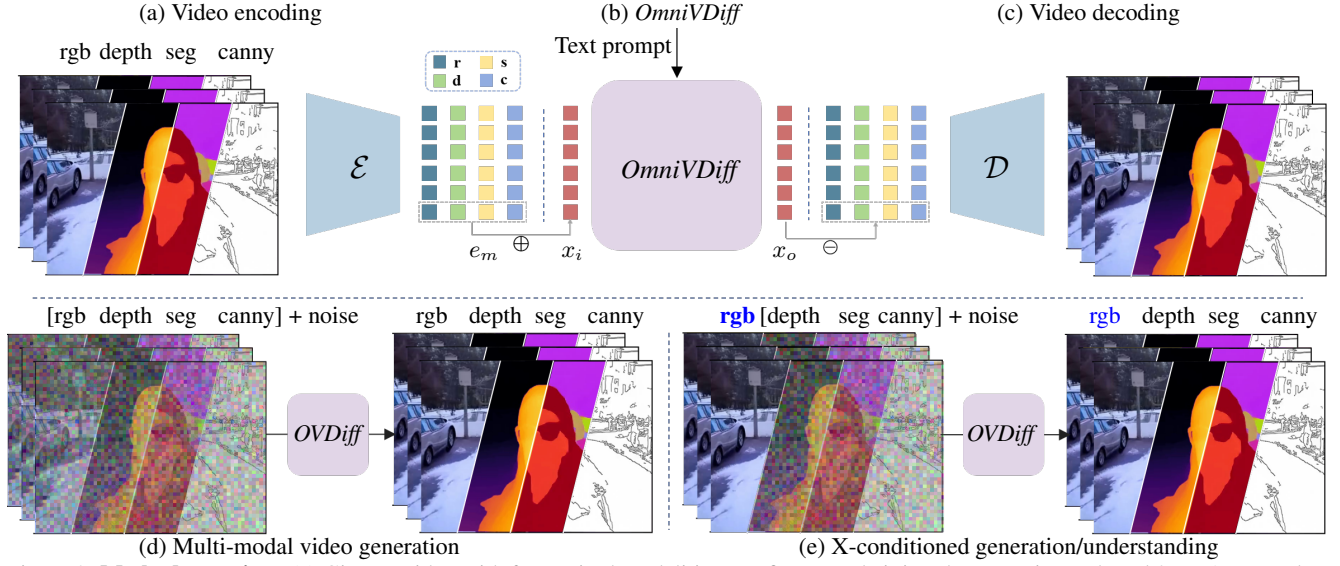 (a) Video encoding
(b) OmniVDiff
(c) Video decoding
rgb depth seg canny
Text prompt
r s
d c
ℰ
OmniVDiff
𝒟
e_m ⊕ x_i
x_o ⊖
[rgb depth seg canny] + noise
rgb depth seg canny
rgb [depth seg canny] + noise
rgb depth seg canny
OVDiff
OVDiff
(d) Multi-modal video generation
(e) X-conditioned generation/understanding